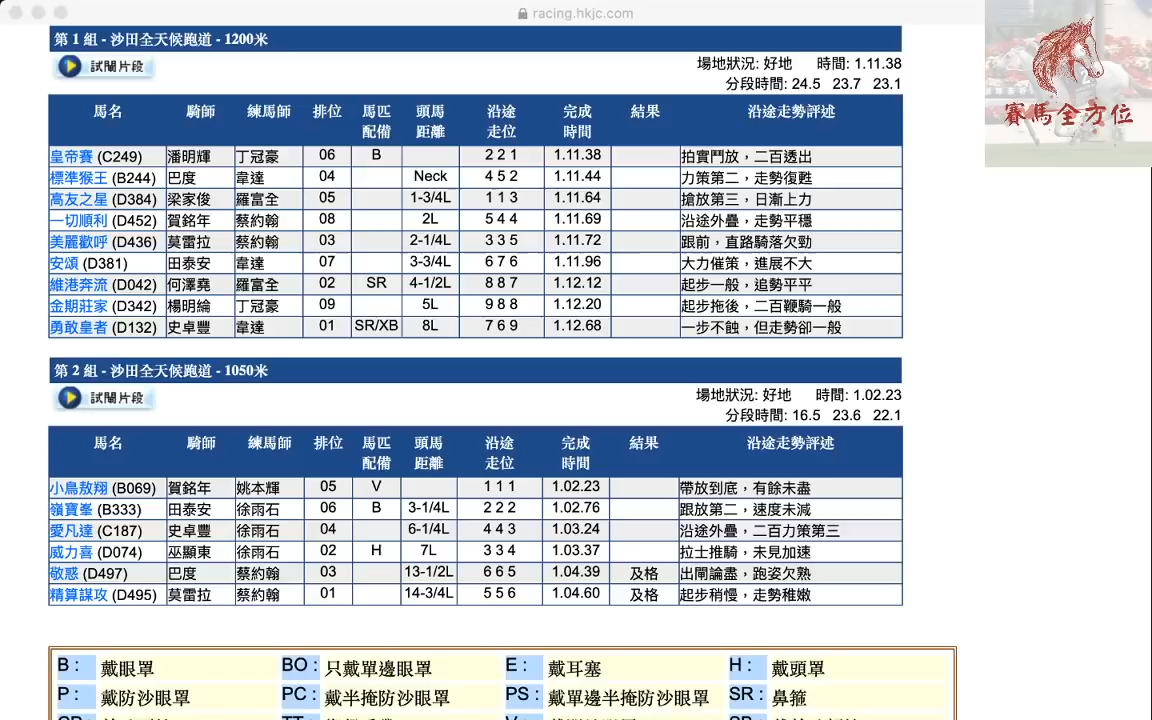 racing.hkjc.com
賽馬全方位
第 1 組 - 沙田全天候跑道 - 1200米
試閘片段
場地狀況: 好地 時間: 1.11.38
分段時間: 24.5 23.7 23.1
馬名 騎師 練馬師 排位 馬匹配備 頭馬距離 沿途走位 完成時間 結果 沿途走勢評述
皇帝賽 (C249) 潘明輝 丁冠豪 06 B 2 2 1 1.11.38 拍實鬥放，二百透出
標準猴王 (B244) 巴度 韋達 04 Neck 4 5 2 1.11.44 力策第二，走勢復甦
高友之星 (D384) 梁家俊 羅富全 05 1-3/4L 1 1 3 1.11.64 搶放第三，日漸上力
一切順利 (D452) 賀銘年 蔡約翰 08 2L 5 4 4 1.11.69 沿途外疊，走勢平穩
美麗歡呼 (D436) 莫雷拉 蔡約翰 03 2-1/4L 3 3 5 1.11.72 跟前，直路騎落欠勁
安頌 (D381) 田泰安 韋達 07 3-3/4L 6 7 6 1.11.96 大力催策，進展不大
維港奔流 (D042) 何澤堯 羅富全 02 SR 4-1/2L 8 8 7 1.12.12 起步一般，追勢平平
金期莊家 (D342) 楊明綸 丁冠豪 09 5L 9 8 8 1.12.20 起步拖後，二百鞭騎一般
勇敢皇者 (D132) 史卓豐 韋達 01 SR/XB 8L 7 6 9 1.12.68 一步不蝕，但走勢卻一般
第 2 組 - 沙田全天候跑道 - 1050米
試閘片段
場地狀況: 好地 時間: 1.02.23
分段時間: 16.5 23.6 22.1
馬名 騎師 練馬師 排位 馬匹配備 頭馬距離 沿途走位 完成時間 結果 沿途走勢評述
小鳥敖翔 (B069) 賀銘年 姚本輝 05 V 1 1 1 1.02.23 帶放到底，有餘未盡
嶺寶峯 (B333) 田泰安 徐雨石 06 B 3-1/4L 2 2 2 1.02.76 跟放第二，速度未減
愛凡達 (C187) 史卓豐 徐雨石 04 6-1/4L 4 4 3 1.03.24 沿途外疊，二百力策第三
威力喜 (D074) 巫顯東 徐雨石 02 H 7L 3 3 4 1.03.37 拉士推騎，未見加速
敬惑 (D497) 巴度 蔡約翰 03 13-1/2L 6 6 5 1.04.39 及格 出閘論盡，跑姿欠熟
精算謀攻 (D495) 莫雷拉 蔡約翰 01 14-3/4L 5 5 6 1.04.60 及格 起步稍慢，走勢稚嫩
B : 戴眼罩 BO : 只戴單邊眼罩 E : 戴耳塞 H : 戴頭罩
P : 戴防沙眼罩 PC : 戴半掩防沙眼罩 PS : 戴單邊半掩防沙眼罩 SR : 鼻箍